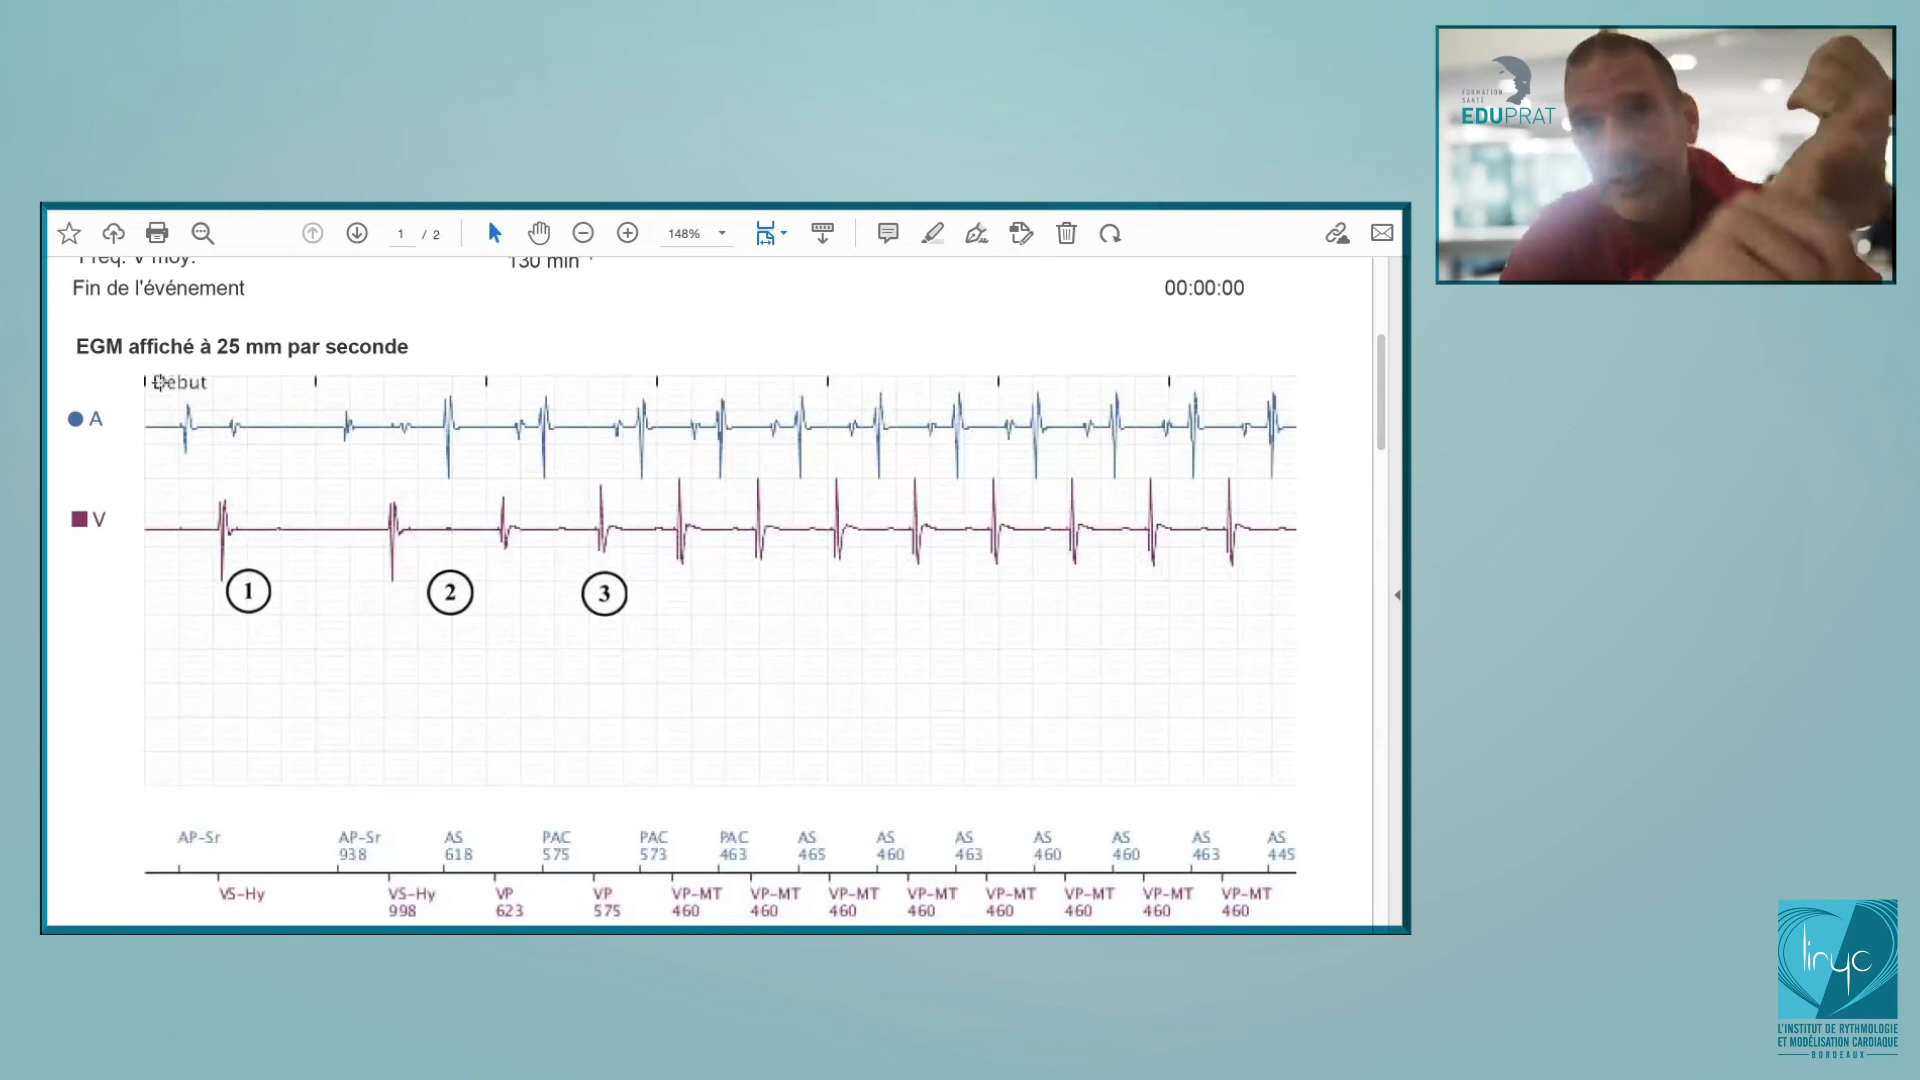 FORMATION
SANTÉ
EDUPRAT
1 / 2
148%
Fréq. V moy.
130 min⁻¹
Fin de l'événement
00:00:00
EGM affiché à 25 mm par seconde
Début
A
V
1
2
3
AP-Sr AP-Sr AS PAC PAC PAC AS AS AS AS AS AS AS
938 618 575 573 463 465 460 463 460 460 463 445
VS-Hy VS-Hy VP VP VP-MT VP-MT VP-MT VP-MT VP-MT VP-MT VP-MT VP-MT
998 623 575 460 460 460 460 460 460 460 460
liryc
L'INSTITUT DE RYTHMOLOGIE
ET MODÉLISATION CARDIAQUE
BORDEAUX